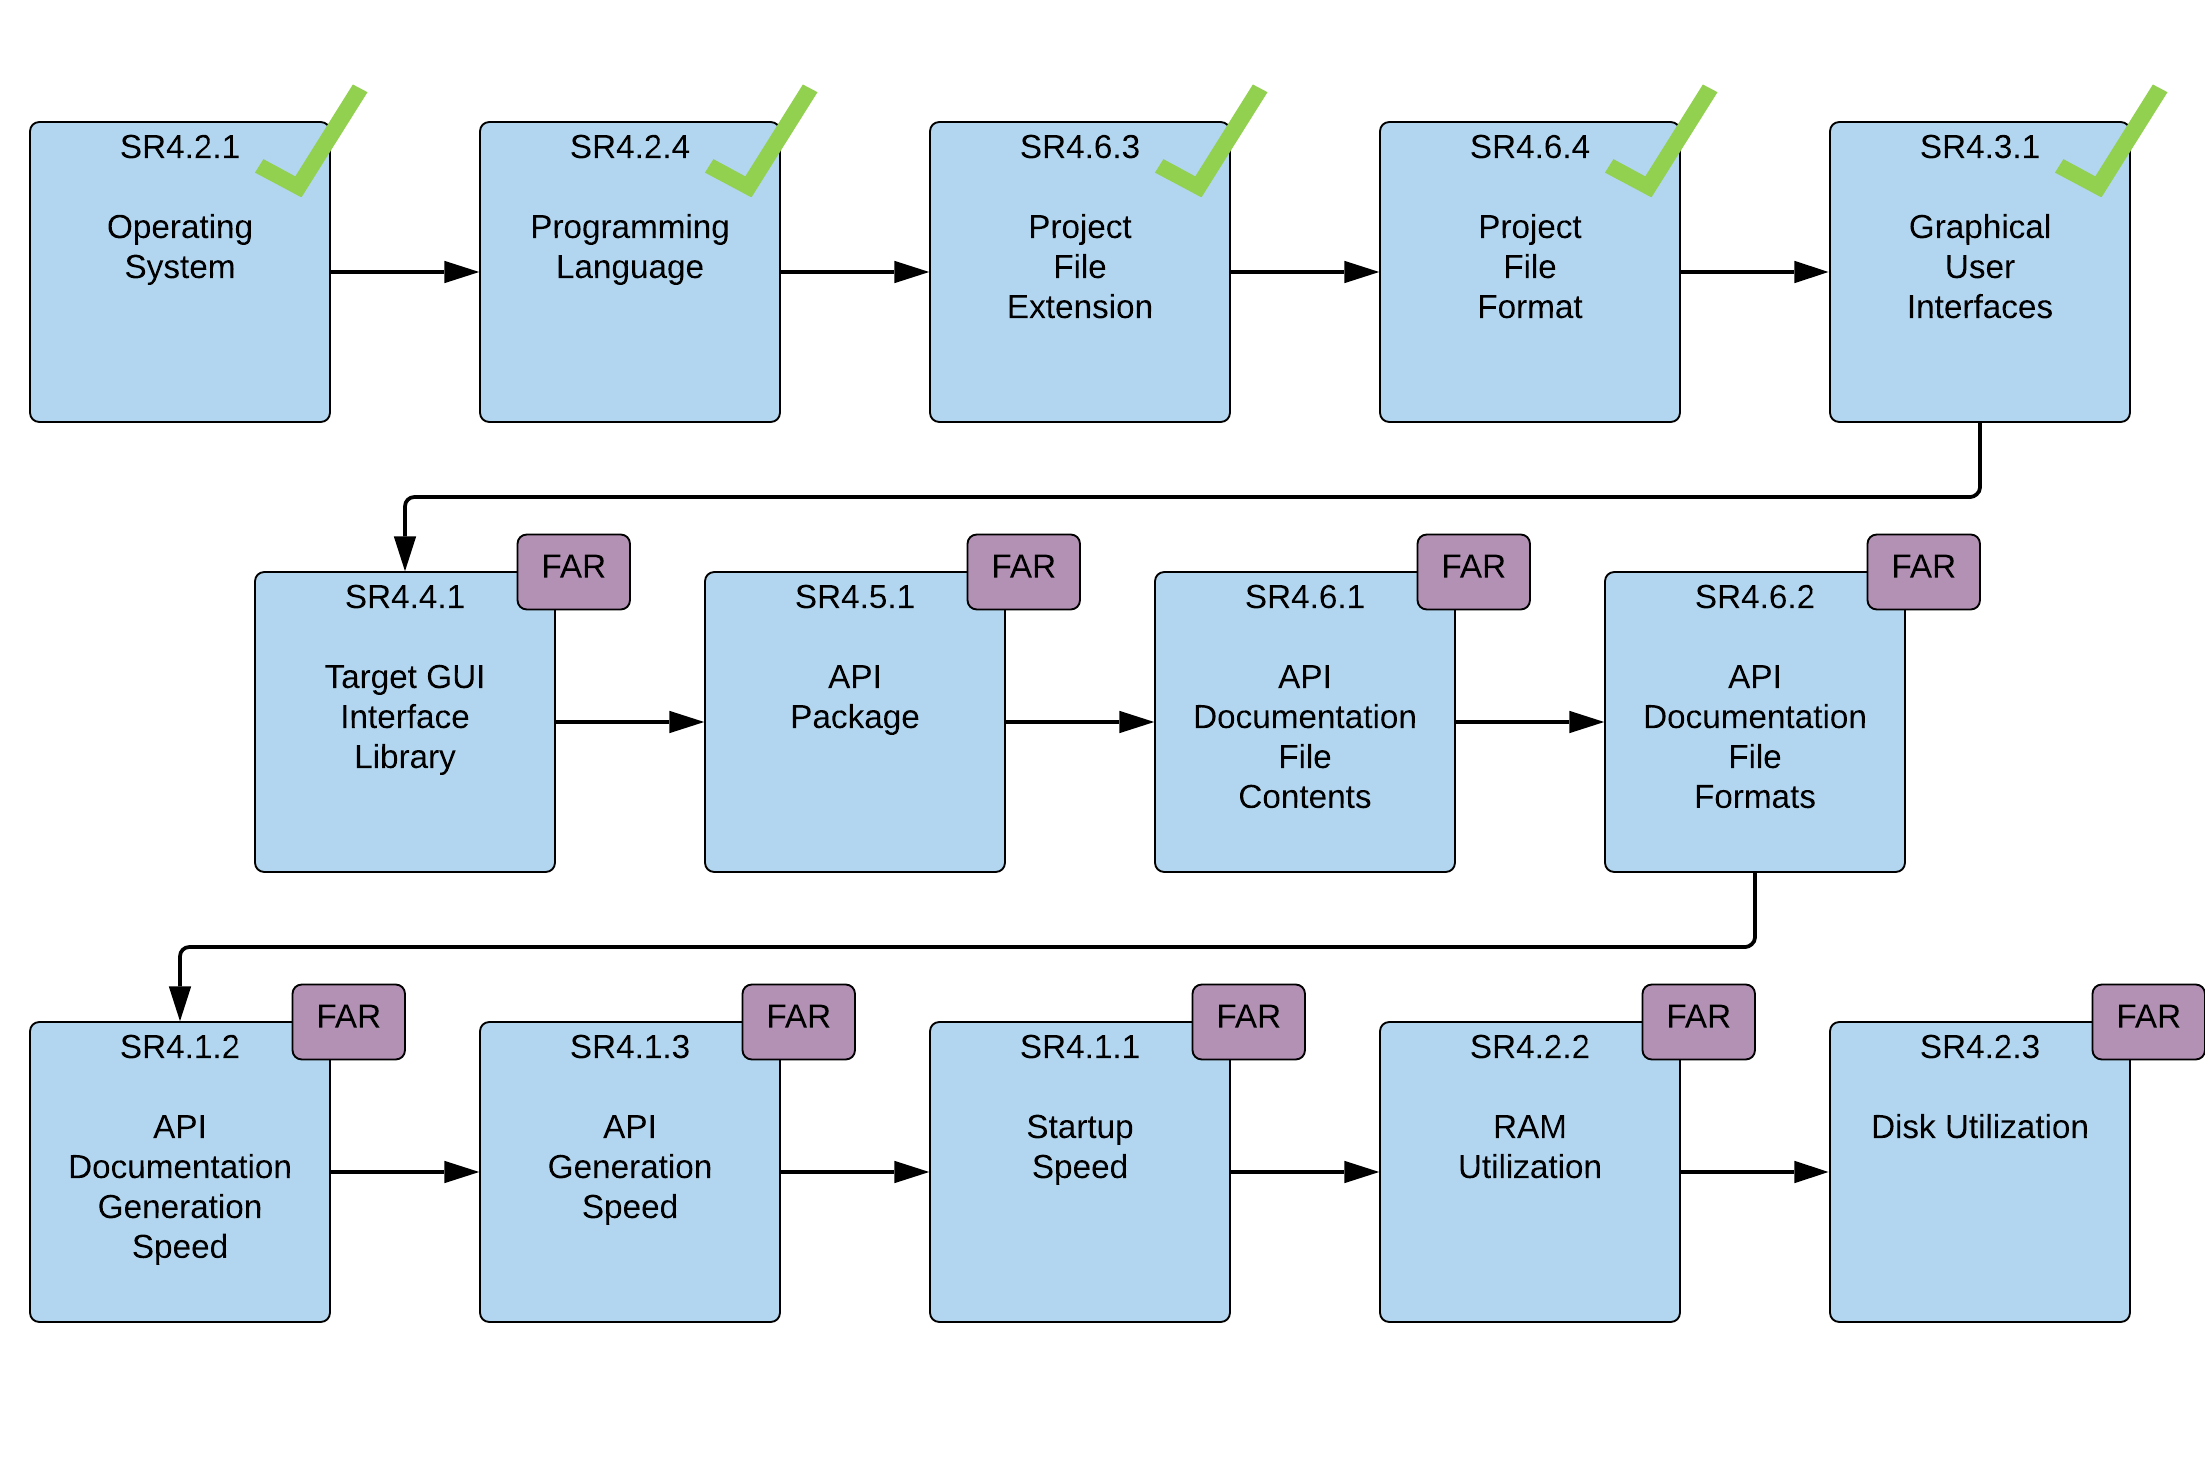 SR4.2.1
Operating
System
SR4.2.4
Programming
Language
SR4.6.3
Project
File
Extension
SR4.6.4
Project
File
Format
SR4.3.1
Graphical
User
Interfaces
FAR
SR4.4.1
Target GUI
Interface
Library
FAR
SR4.5.1
API
Package
FAR
SR4.6.1
API
Documentation
File
Contents
FAR
SR4.6.2
API
Documentation
File
Formats
FAR
SR4.1.2
API
Documentation
Generation
Speed
FAR
SR4.1.3
API
Generation
Speed
FAR
SR4.1.1
Startup
Speed
FAR
SR4.2.2
RAM
Utilization
FAR
SR4.2.3
Disk Utilization